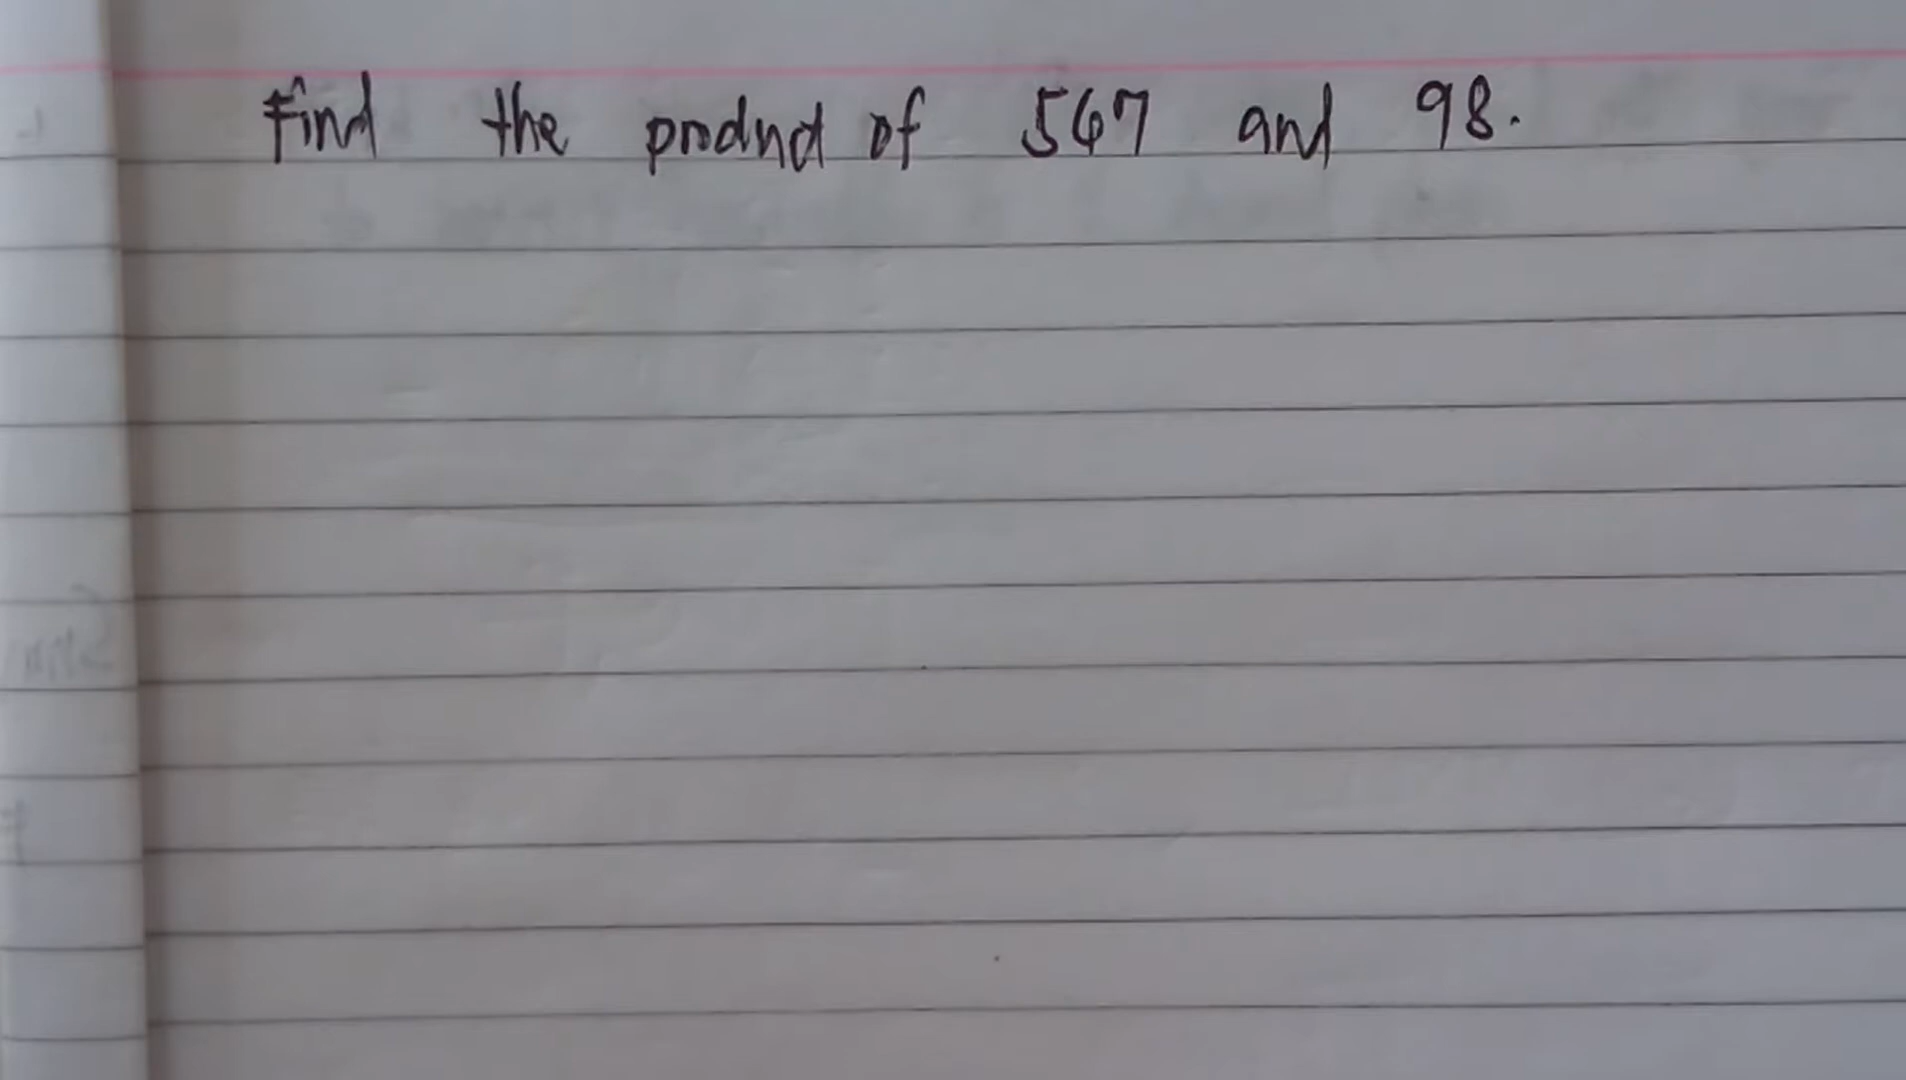 Find the product of 567 and 98.